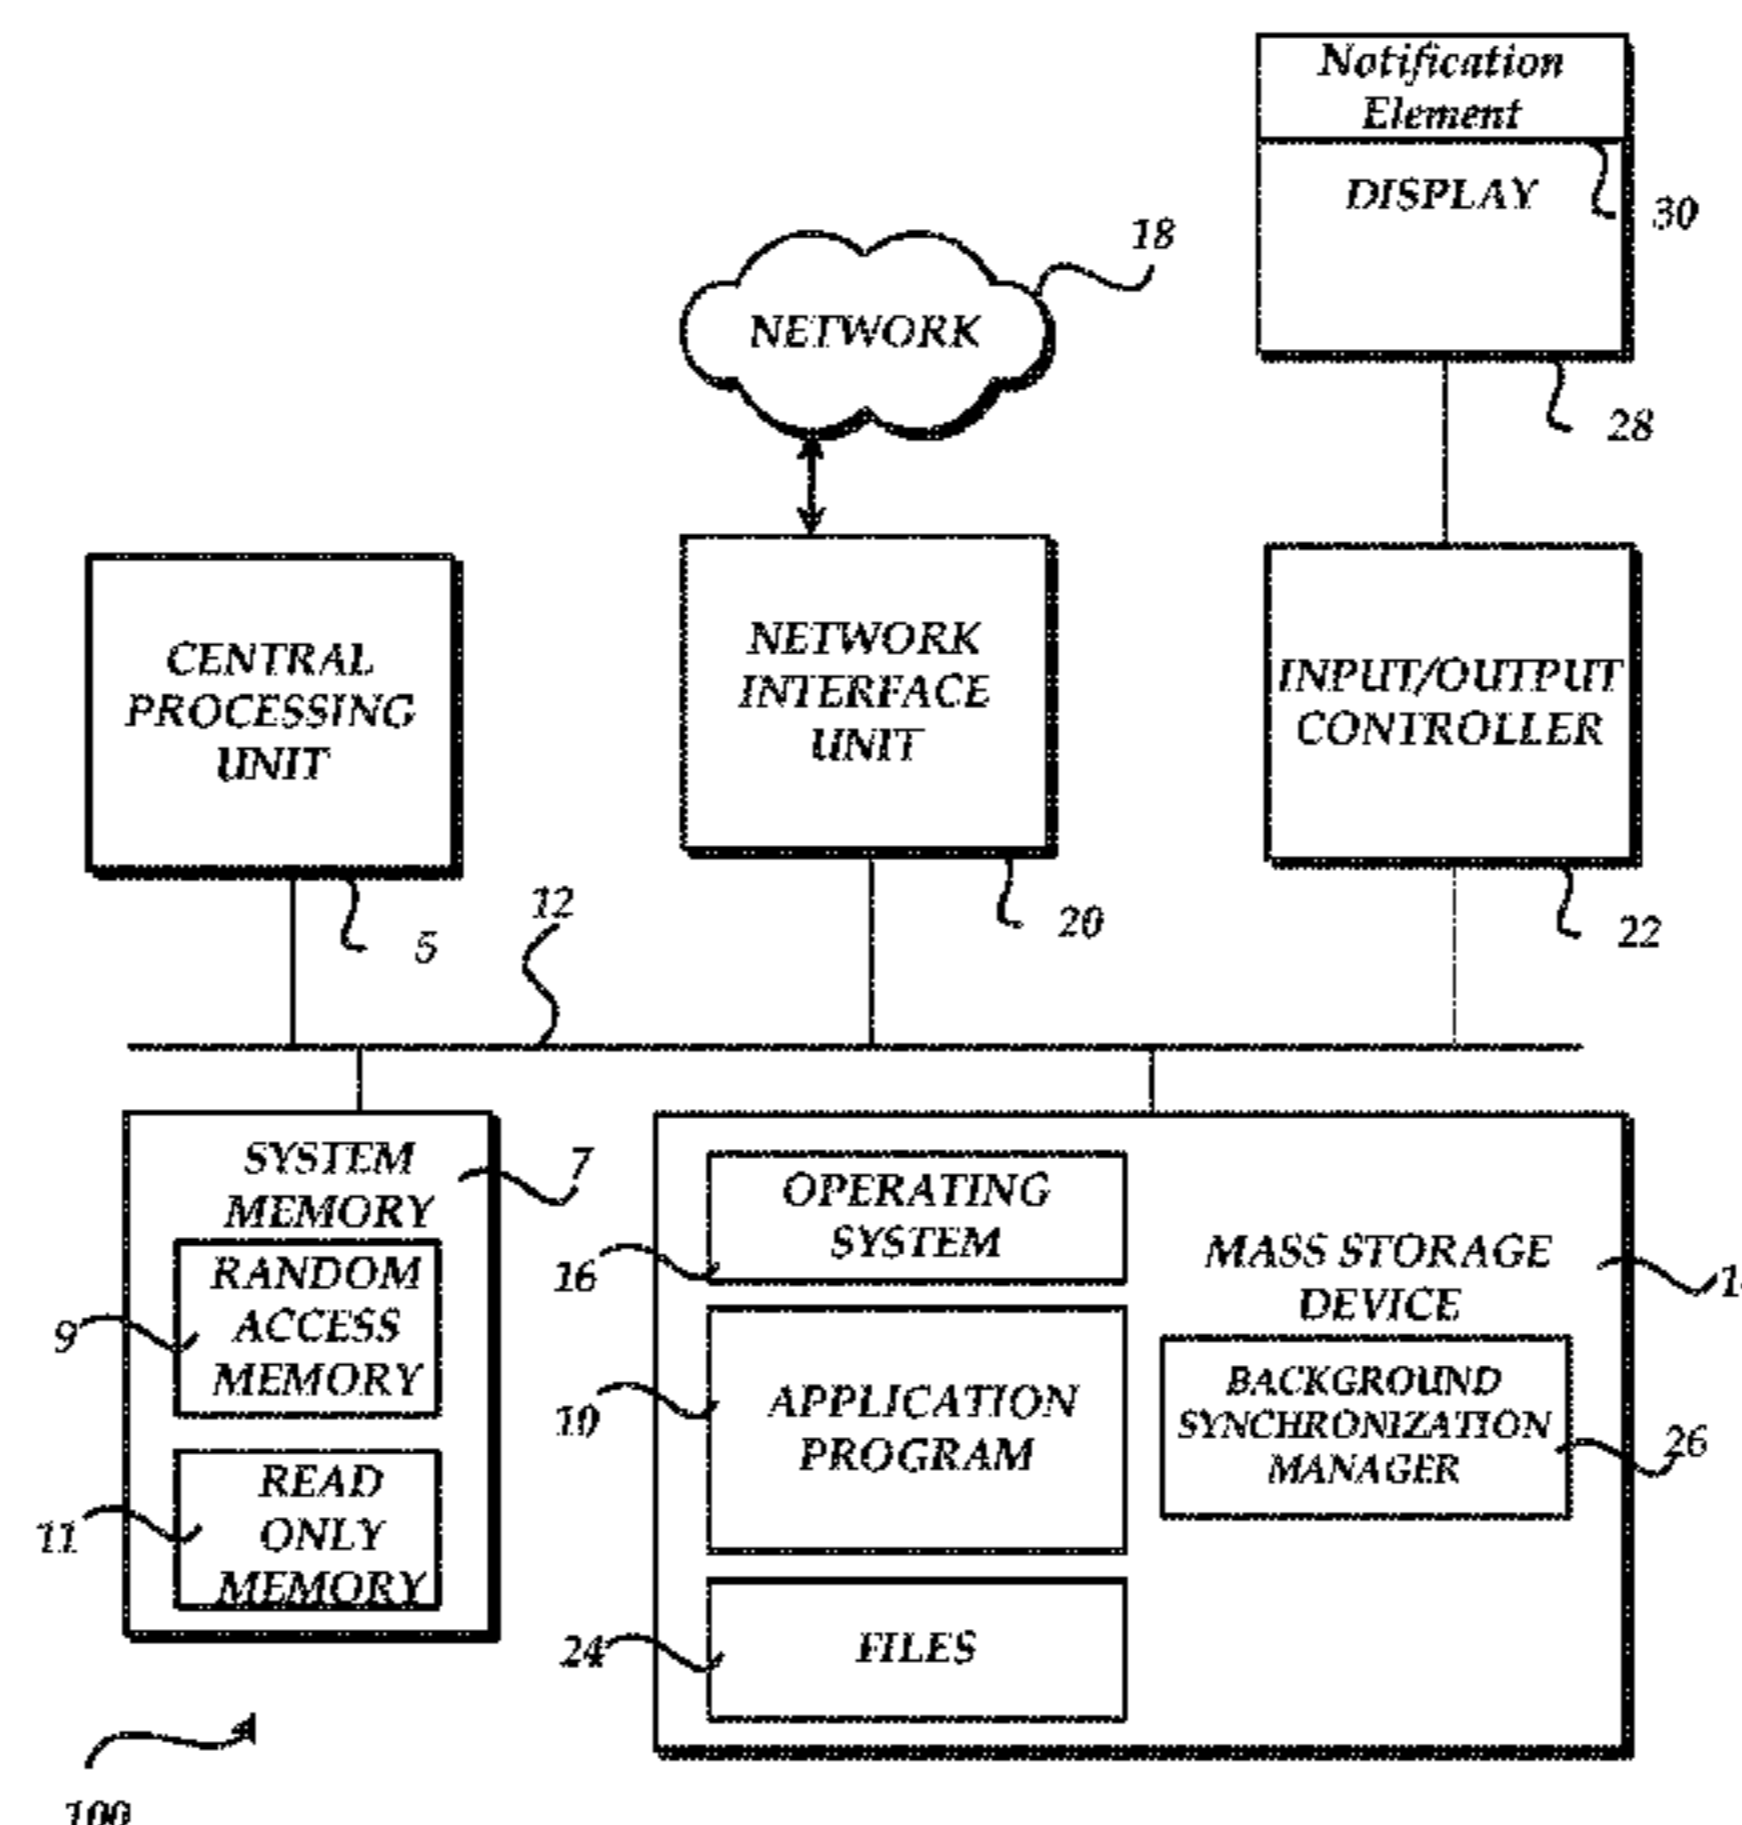 Notification
Element
DISPLAY
30
18
NETWORK
28
CENTRAL
PROCESSING
UNIT
5
NETWORK
INTERFACE
UNIT
20
INPUT/OUTPUT
CONTROLLER
22
12
SYSTEM
MEMORY
7
RANDOM
ACCESS
MEMORY
9
READ
ONLY
MEMORY
11
OPERATING
SYSTEM
16
MASS STORAGE
DEVICE
APPLICATION
PROGRAM
10
BACKGROUND
SYNCHRONIZATION
MANAGER
26
FILES
24
100